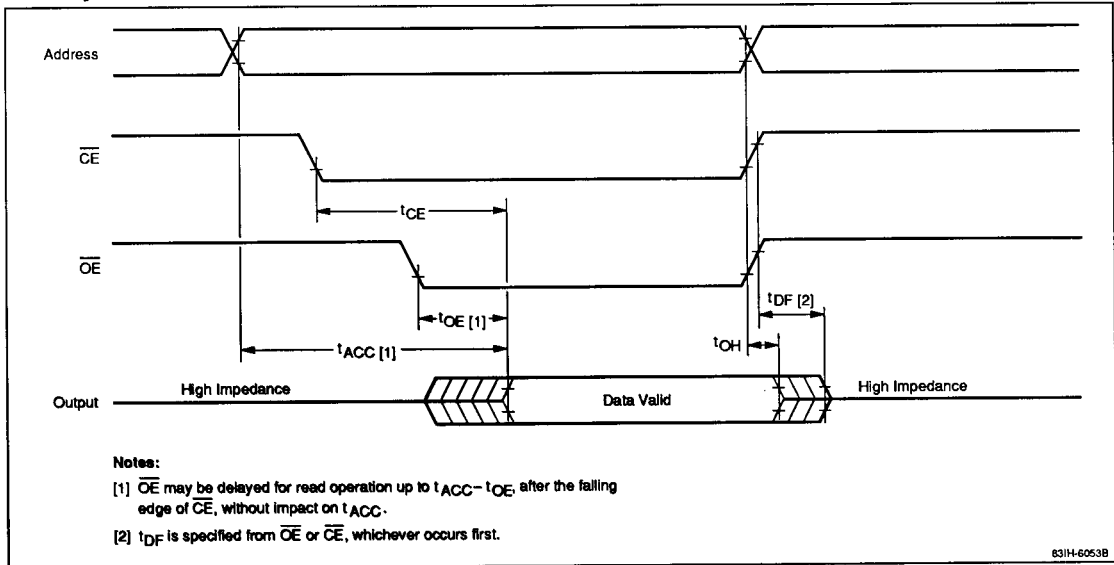 Address
CE
tCE
OE
tOE [1]
tDF [2]
tACC [1]
tOH
High Impedance
Output
Data Valid
High Impedance
Notes:
[1] OE may be delayed for read operation up to tACC– tOE, after the falling
edge of CE, without impact on tACC.
[2] tDF is specified from OE or CE, whichever occurs first.
83IH-6053B